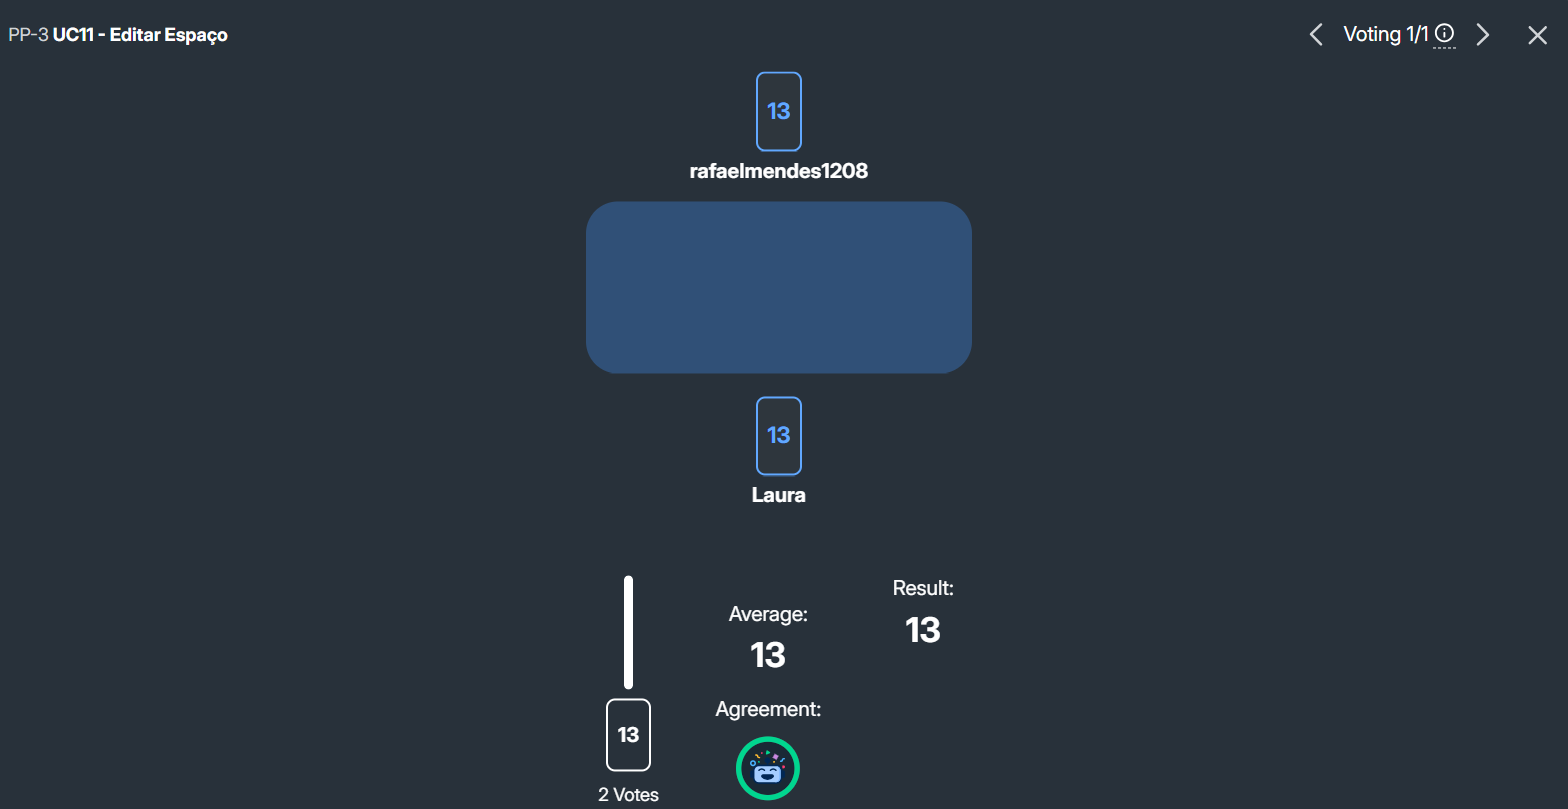 PP-3 UC11 - Editar Espaço
Voting 1/1
13
rafaelmendes1208
13
Laura
Result:
13
Average:
13
Agreement:
13
2 Votes